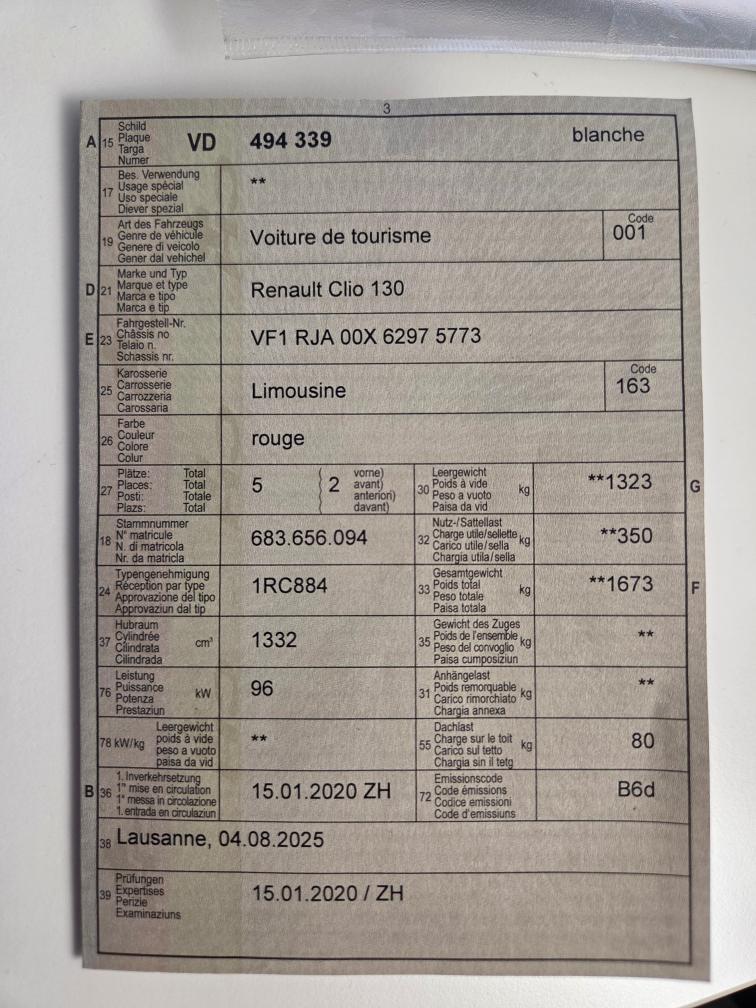 3
A 15 Schild
Plaque
Targa
Numer
VD 494 339 blanche
17 Bes. Verwendung
Usage spécial
Uso speciale
Diever spezial
**
19 Art des Fahrzeugs
Genre de véhicule
Genere di veicolo
Gener dal vehichel
Voiture de tourisme
Code
001
D 21 Marke und Typ
Marque et type
Marca e tipo
Marca e tip
Renault Clio 130
E 23 Fahrgestell-Nr.
Châssis no
Telaio n.
Schassis nr.
VF1 RJA 00X 6297 5773
25 Karosserie
Carrosserie
Carrozzeria
Carossaria
Limousine
Code
163
26 Farbe
Couleur
Colore
Colur
rouge
27 Plätze: Total
Places: Total
Posti: Totale
Plazs: Total
5 ( 2 vorne)
avant)
anteriori)
davant)
30 Leergewicht
Poids à vide
Peso a vuoto
Paisa da vid
kg **1323 G
18 Stammnummer
N° matricule
N. di matricola
Nr. da matricla
683.656.094
32 Nutz-/Sattellast
Charge utile/sellette
Carico utile/sella
Chargia utila/sella
kg **350
24 Typengenehmigung
Réception par type
Approvazione del tipo
Approvaziun dal tip
1RC884
33 Gesamtgewicht
Poids total
Peso totale
Paisa totala
kg **1673 F
37 Hubraum
Cylindrée
Cilindrata
Cilindrada
cm³ 1332
35 Gewicht des Zuges
Poids de l'ensemble
Peso del convoglio
Paisa cumposiziun
kg **
76 Leistung
Puissance
Potenza
Prestaziun
kW 96
31 Anhängelast
Poids remorquable
Carico rimorchiato
Chargia annexa
kg **
78 kW/kg Leergewicht
poids à vide
peso a vuoto
paisa da vid
**
55 Dachlast
Charge sur le toit
Carico sul tetto
Chargia sin il tetg
kg 80
B 36 1. Inverkehrsetzung
1re mise en circulation
1a messa in circolazione
1. entrada en circulaziun
15.01.2020 ZH
72 Emissionscode
Code émissions
Codice emissioni
Code d'emissiuns
B6d
38 Lausanne, 04.08.2025
39 Prüfungen
Expertises
Perizie
Examinaziuns
15.01.2020 / ZH